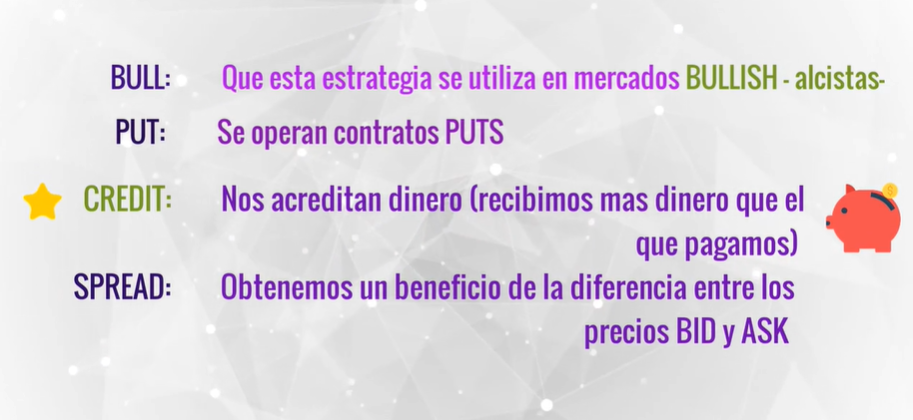 BULL: Que esta estrategia se utiliza en mercados BULLISH - alcistas-
PUT: Se operan contratos PUTS
CREDIT: Nos acreditan dinero (recibimos mas dinero que el
que pagamos)
SPREAD: Obtenemos un beneficio de la diferencia entre los
precios BID y ASK